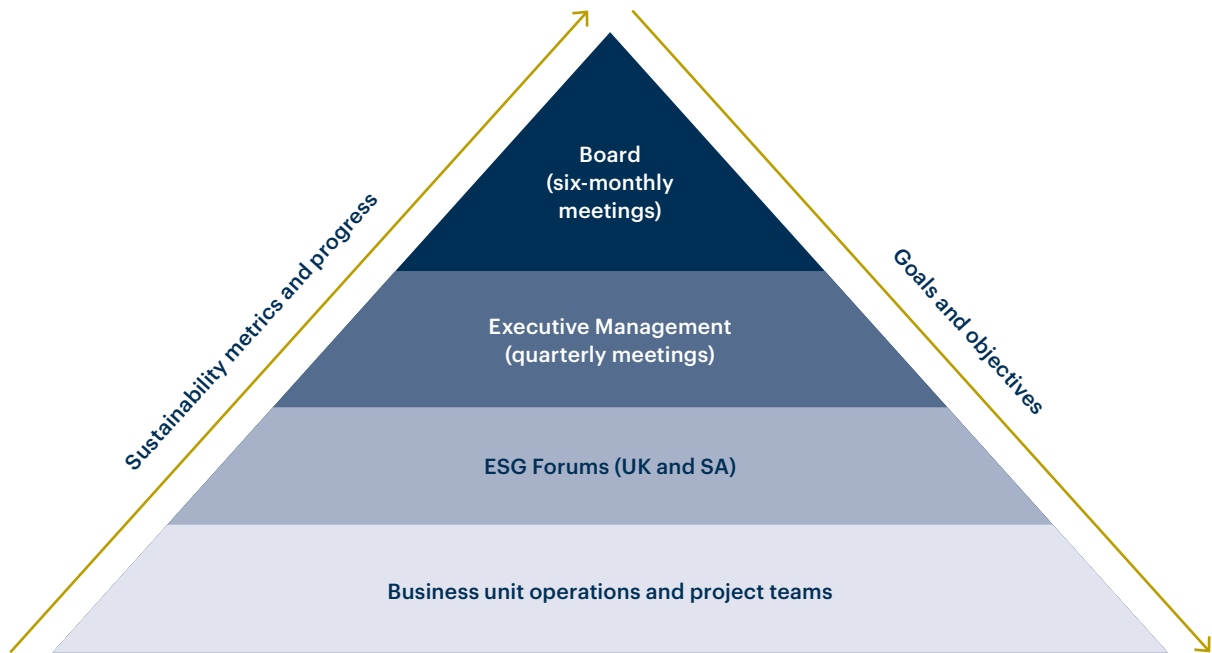 Board
(six-monthly
meetings)
Sustainability metrics and progress
Goals and objectives
Executive Management
(quarterly meetings)
ESG Forums (UK and SA)
Business unit operations and project teams